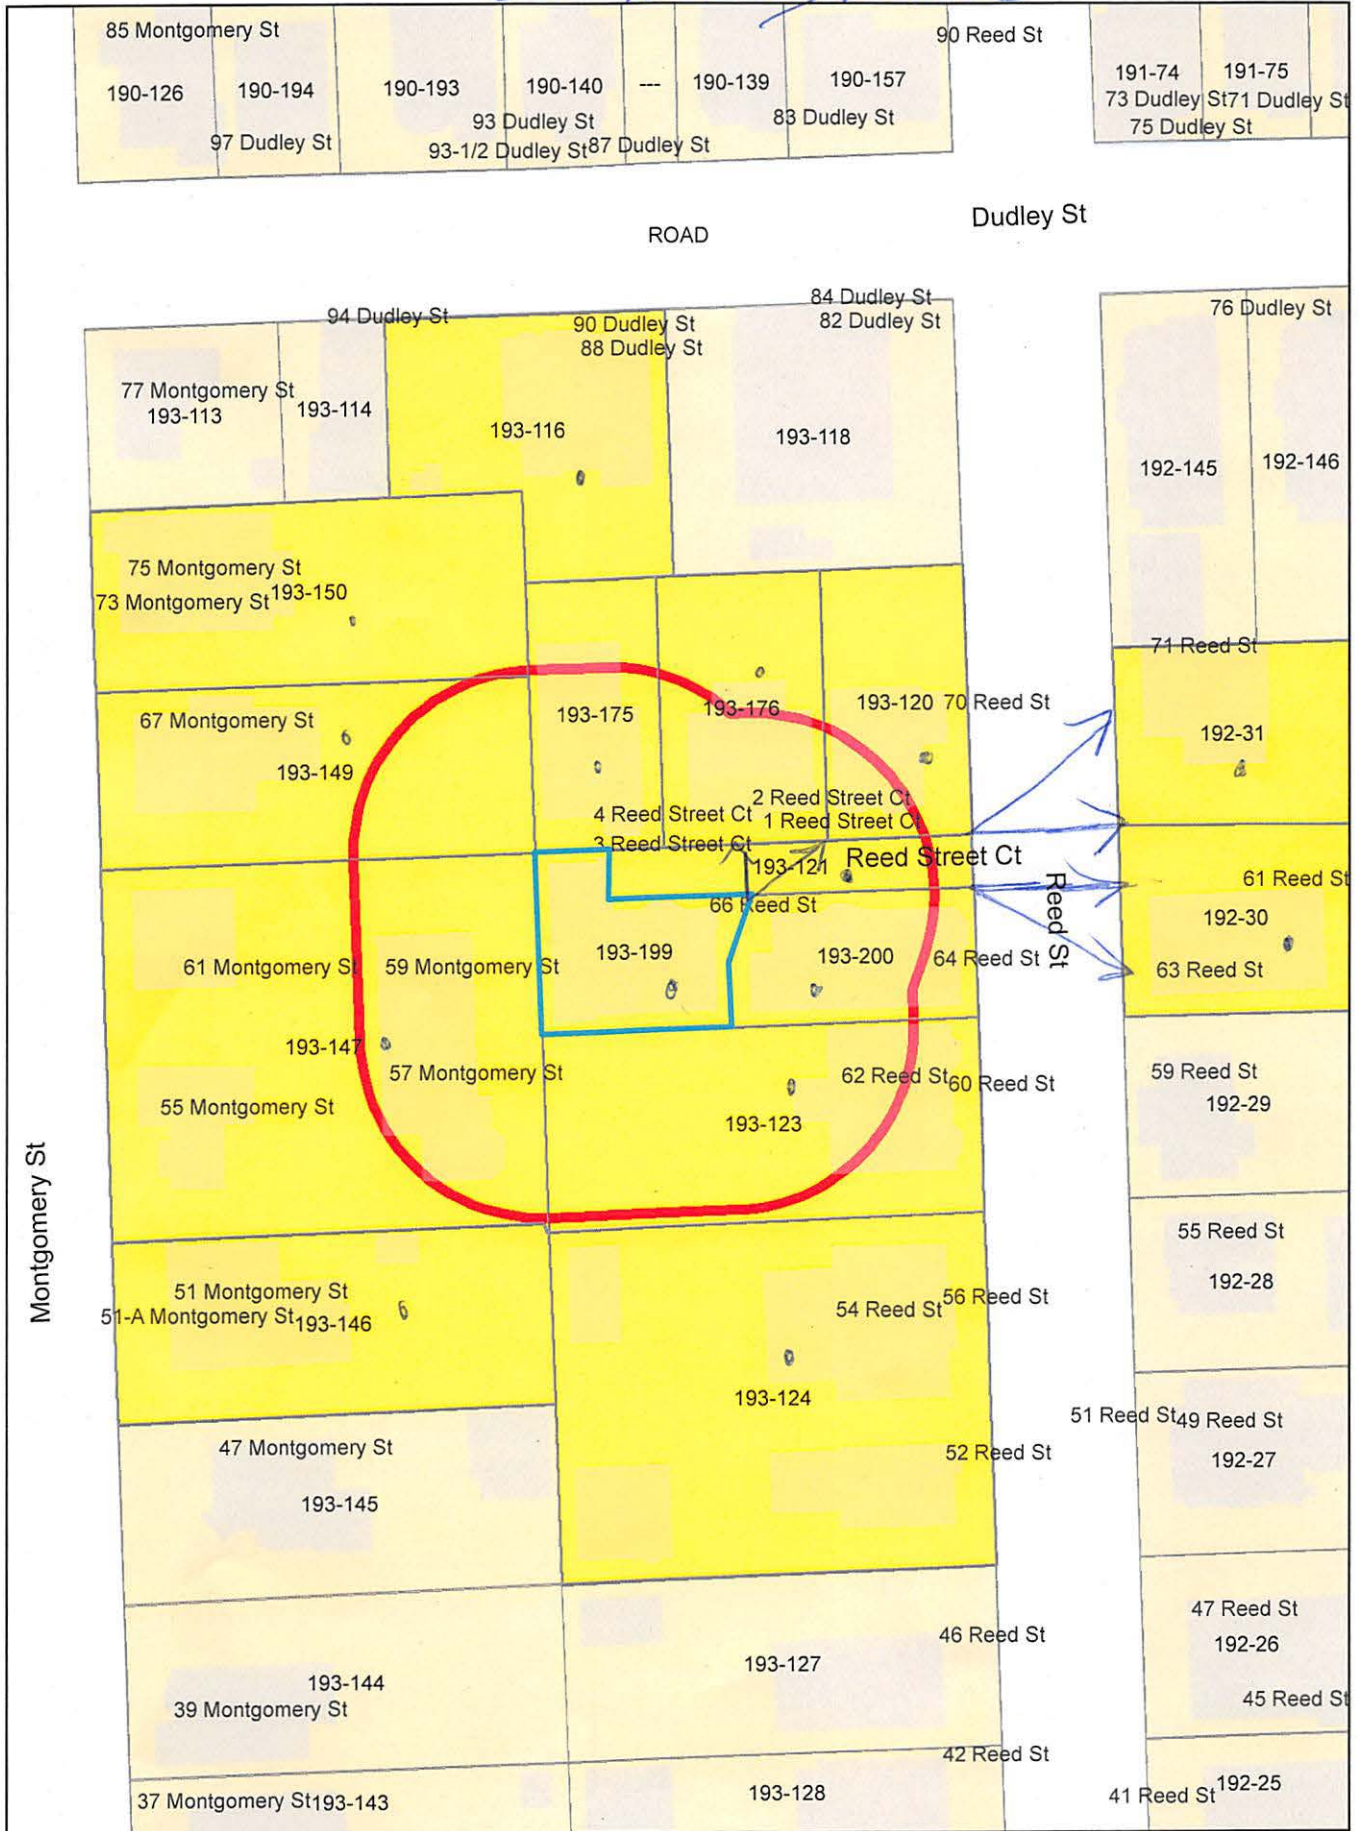 85 Montgomery St
90 Reed St
190-126
190-194
190-193
190-140
---
190-139
190-157
191-74
191-75
97 Dudley St
93 Dudley St
93-1/2 Dudley St
87 Dudley St
83 Dudley St
73 Dudley St
71 Dudley St
75 Dudley St
ROAD
Dudley St
94 Dudley St
90 Dudley St
88 Dudley St
84 Dudley St
82 Dudley St
76 Dudley St
77 Montgomery St
193-113
193-114
193-116
193-118
192-145
192-146
75 Montgomery St
73 Montgomery St
193-150
71 Reed St
67 Montgomery St
193-149
193-175
193-176
193-120
70 Reed St
192-31
4 Reed Street Ct
2 Reed Street Ct
1 Reed Street Ct
3 Reed Street Ct
193-121
Reed Street Ct
66 Reed St
Reed St
61 Reed St
192-30
63 Reed St
61 Montgomery St
59 Montgomery St
193-199
193-200
64 Reed St
193-147
57 Montgomery St
55 Montgomery St
62 Reed St
60 Reed St
193-123
59 Reed St
192-29
Montgomery St
51 Montgomery St
51-A Montgomery St
193-146
54 Reed St
56 Reed St
193-124
55 Reed St
192-28
52 Reed St
51 Reed St
49 Reed St
192-27
47 Montgomery St
193-145
193-144
39 Montgomery St
193-127
46 Reed St
47 Reed St
192-26
45 Reed St
37 Montgomery St
193-143
193-128
42 Reed St
41 Reed St
192-25